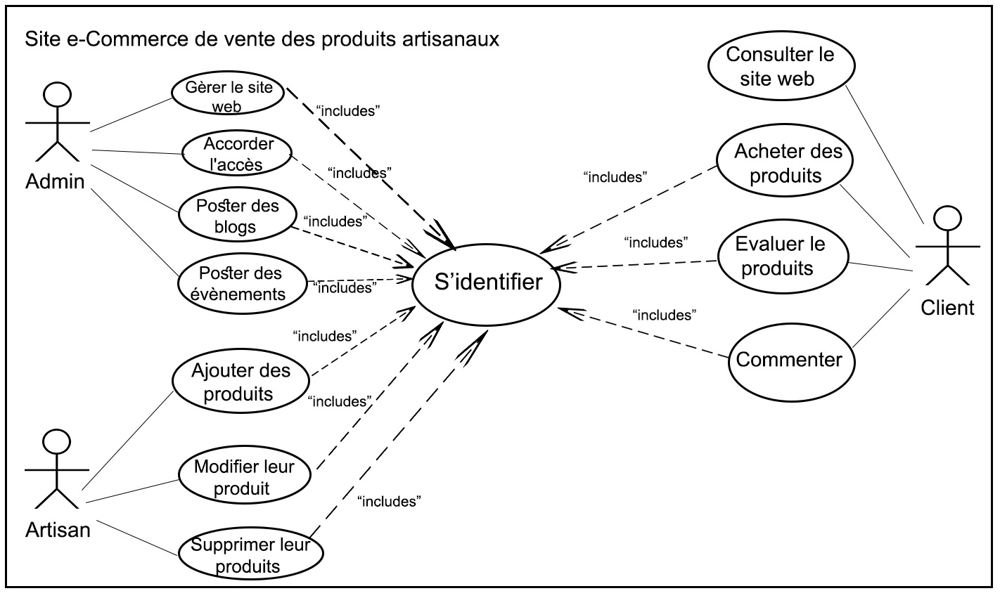 Site e-Commerce de vente des produits artisanaux
Gèrer le site
web
“includes”
Accorder
l'accès
“includes”
Poster des
blogs
“includes”
Poster des
évènements
“includes”
Admin
S’identifier
Ajouter des
produits
“includes”
Modifier leur
produit
“includes”
Supprimer leur
produits
“includes”
Artisan
Consulter le
site web
Acheter des
produits
“includes”
Evaluer le
produits
“includes”
Commenter
“includes”
Client